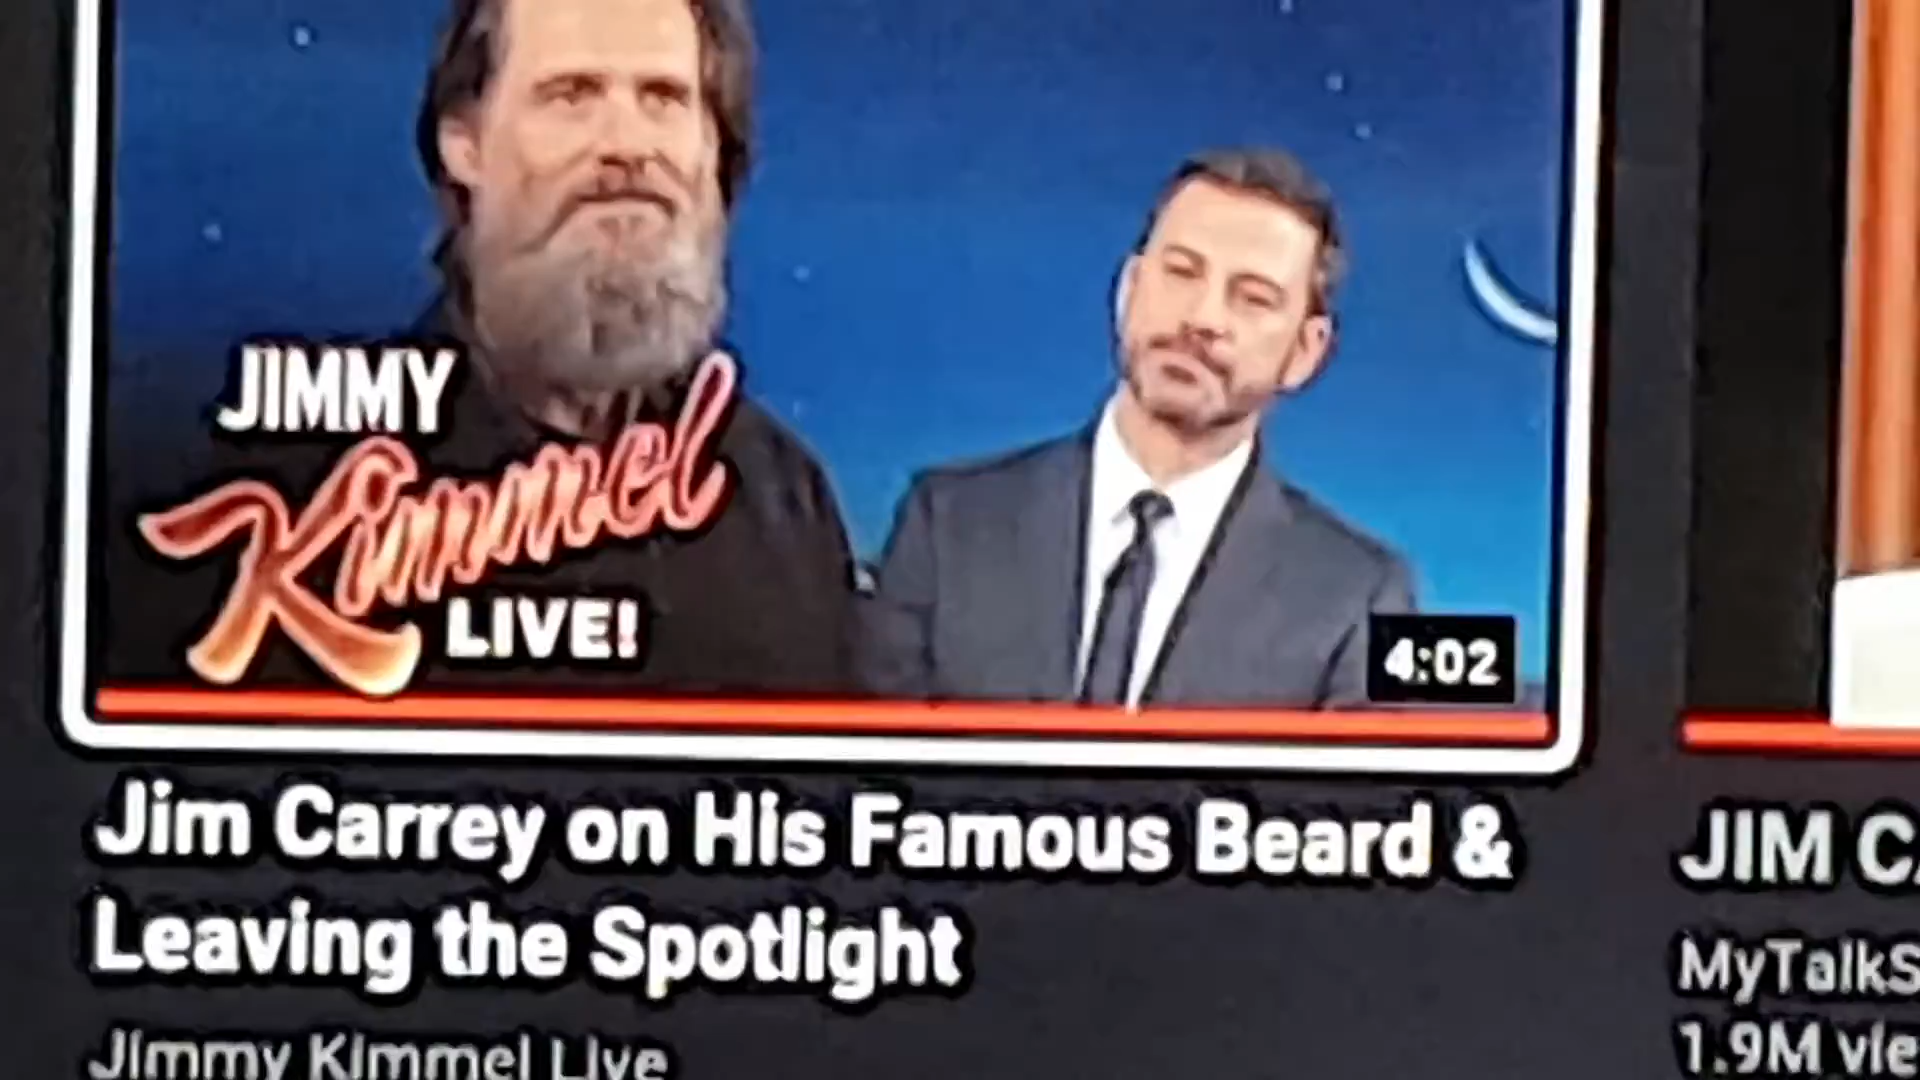 JIMMY
Kimmel
LIVE!
4:02
Jim Carrey on His Famous Beard &
Leaving the Spotlight
Jimmy Kimmel Live
JIM C
MyTalkS
1.9M vie